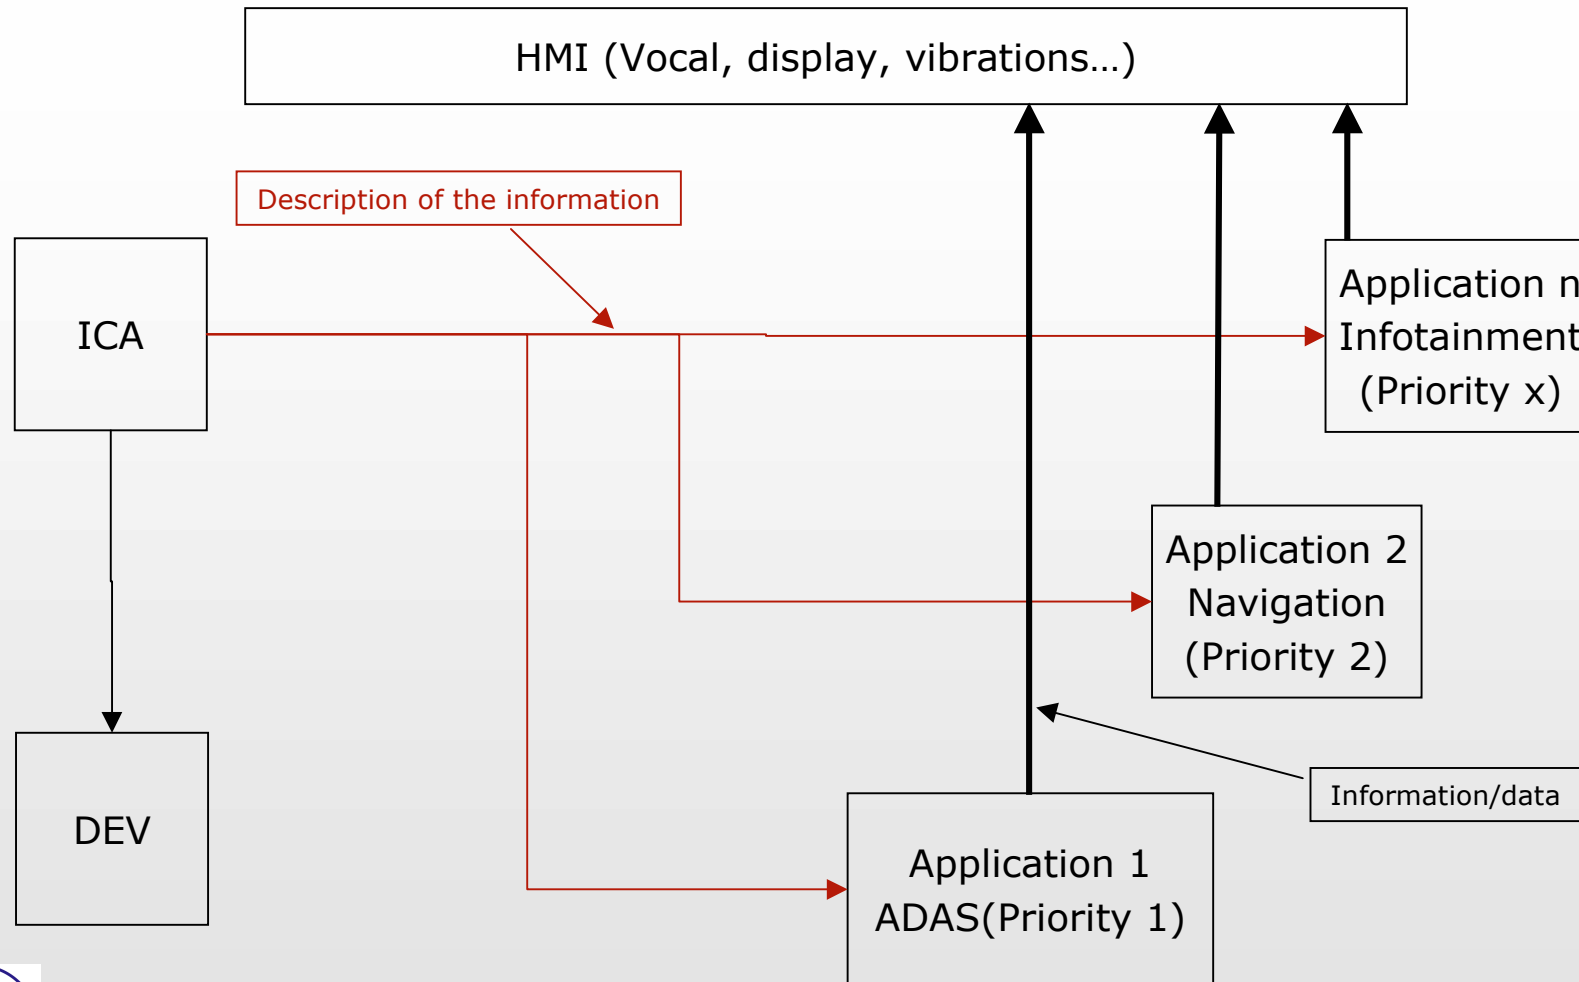 HMI (Vocal, display, vibrations…)
Description of the information
ICA
Application n
Infotainment
(Priority x)
Application 2
Navigation
(Priority 2)
Information/data
DEV
Application 1
ADAS(Priority 1)